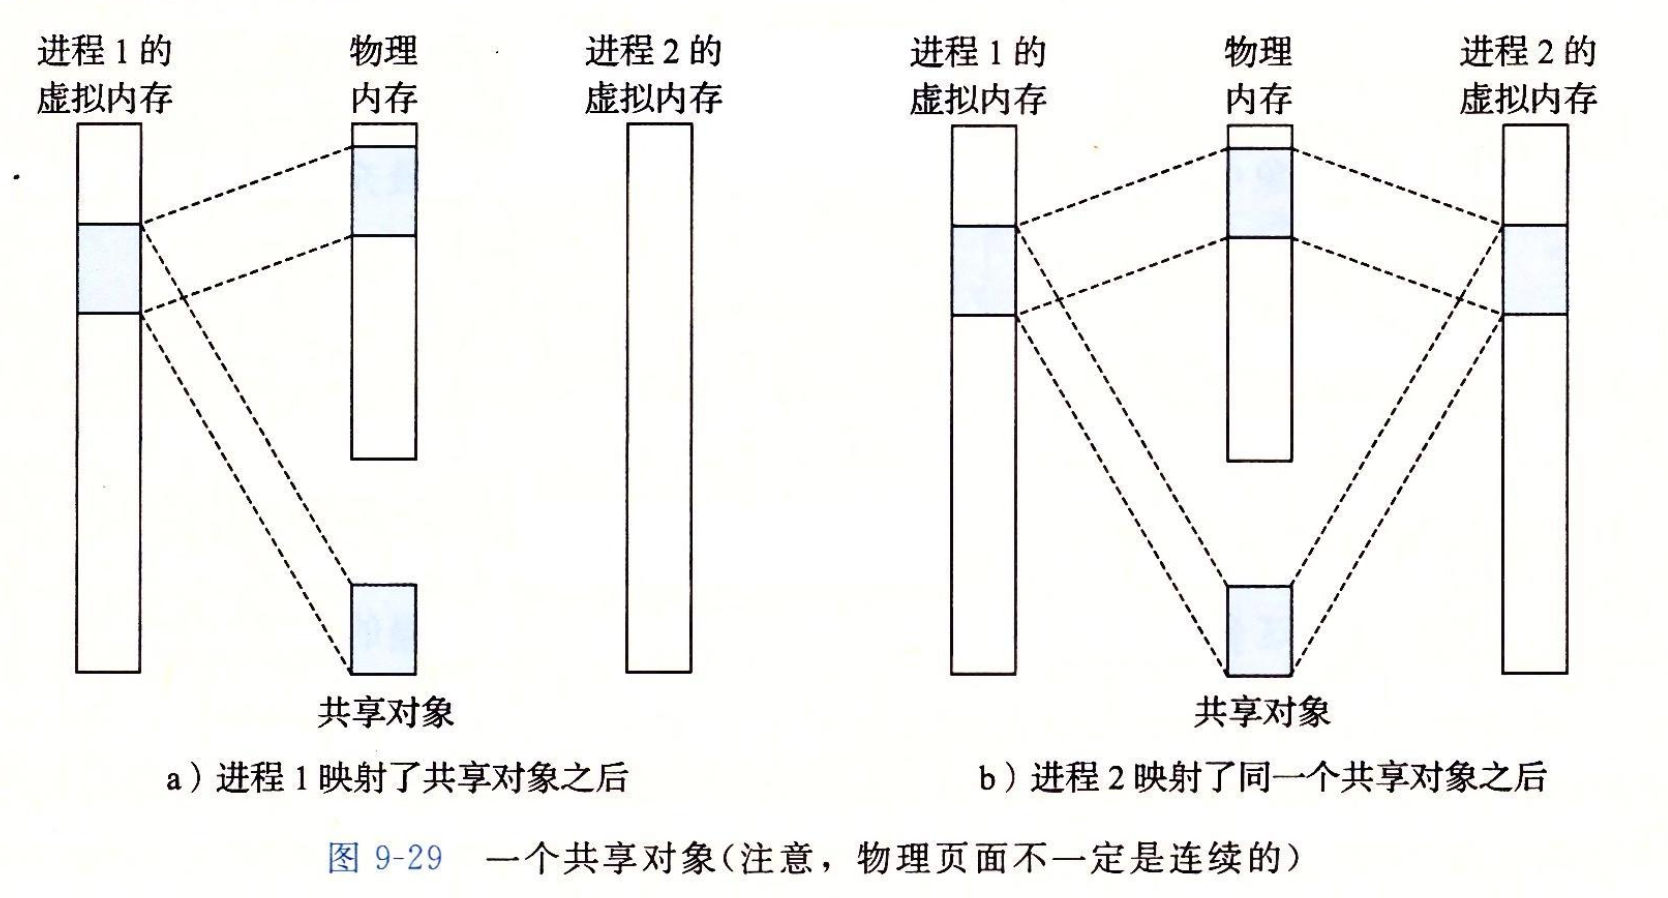 进程 1 的 物理 进程 2 的 进程 1 的 物理 进程 2 的
虚拟内存 内存 虚拟内存 虚拟内存 内存 虚拟内存
共享对象 共享对象
a）进程 1 映射了共享对象之后 b）进程 2 映射了同一个共享对象之后
图 9-29 一个共享对象（注意，物理页面不一定是连续的）